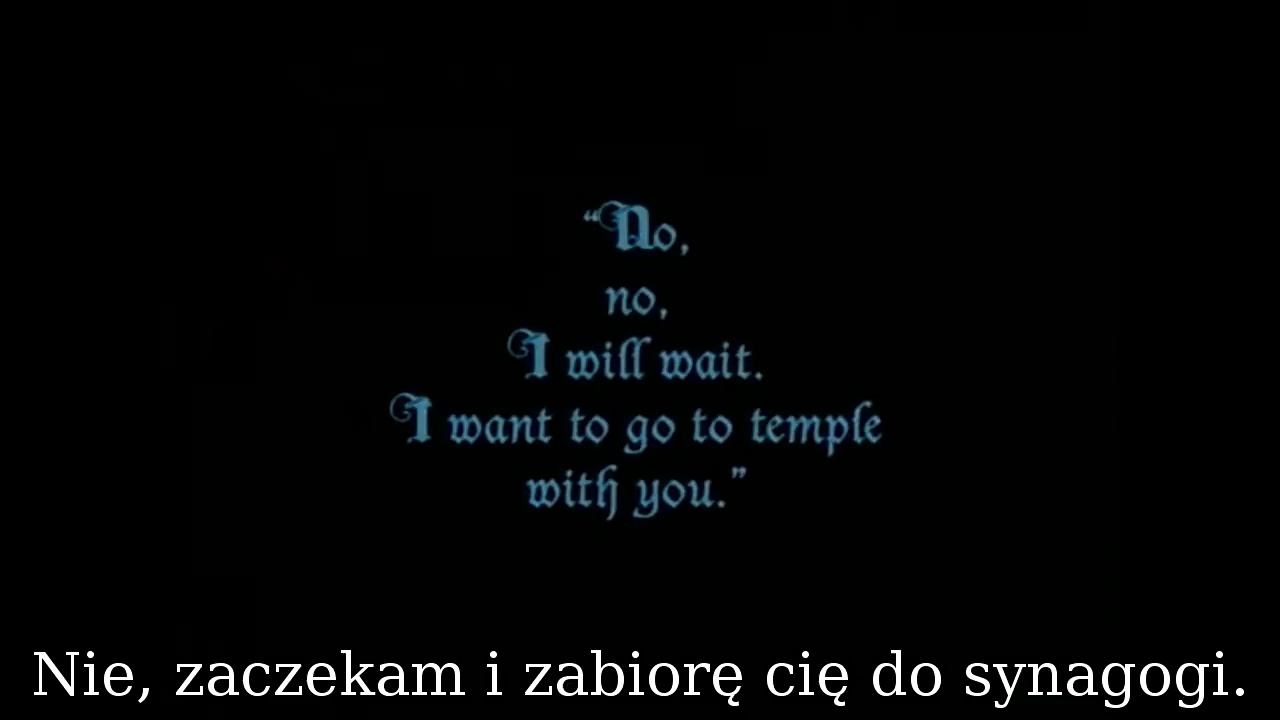 “No,
no,
I will wait.
I want to go to temple
with you.”
Nie, zaczekam i zabiorę cię do synagogi.